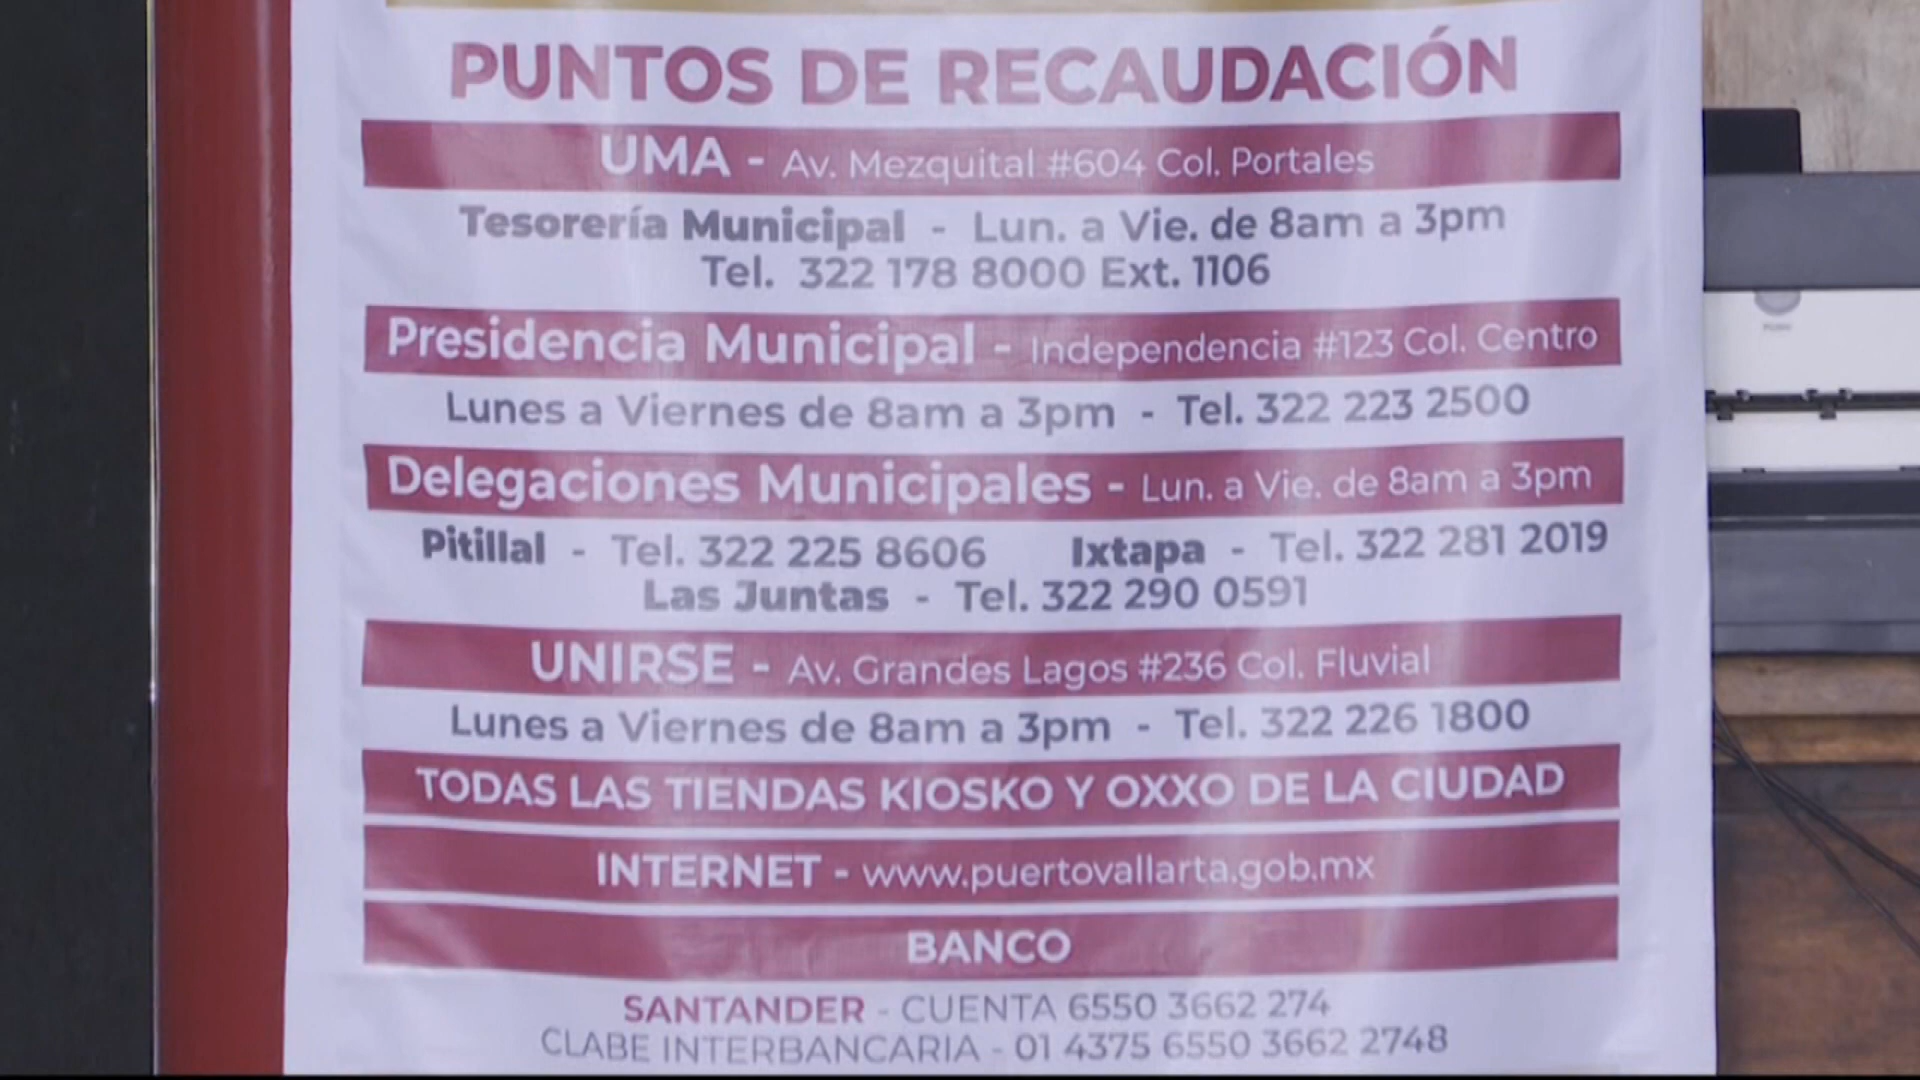 PUNTOS DE RECAUDACIÓN
UMA - Av. Mezquital #604 Col. Portales
Tesorería Municipal - Lun. a Vie. de 8am a 3pm
Tel. 322 178 8000 Ext. 1106
Presidencia Municipal - Independencia #123 Col. Centro
Lunes a Viernes de 8am a 3pm - Tel. 322 223 2500
Delegaciones Municipales - Lun. a Vie. de 8am a 3pm
Pitillal - Tel. 322 225 8606 Ixtapa - Tel. 322 281 2019
Las Juntas - Tel. 322 290 0591
UNIRSE - Av. Grandes Lagos #236 Col. Fluvial
Lunes a Viernes de 8am a 3pm - Tel. 322 226 1800
TODAS LAS TIENDAS KIOSKO Y OXXO DE LA CIUDAD
INTERNET - www.puertovallarta.gob.mx
BANCO
SANTANDER - CUENTA 6550 3662 274
CLABE INTERBANCARIA - 01 4375 6550 3662 2748